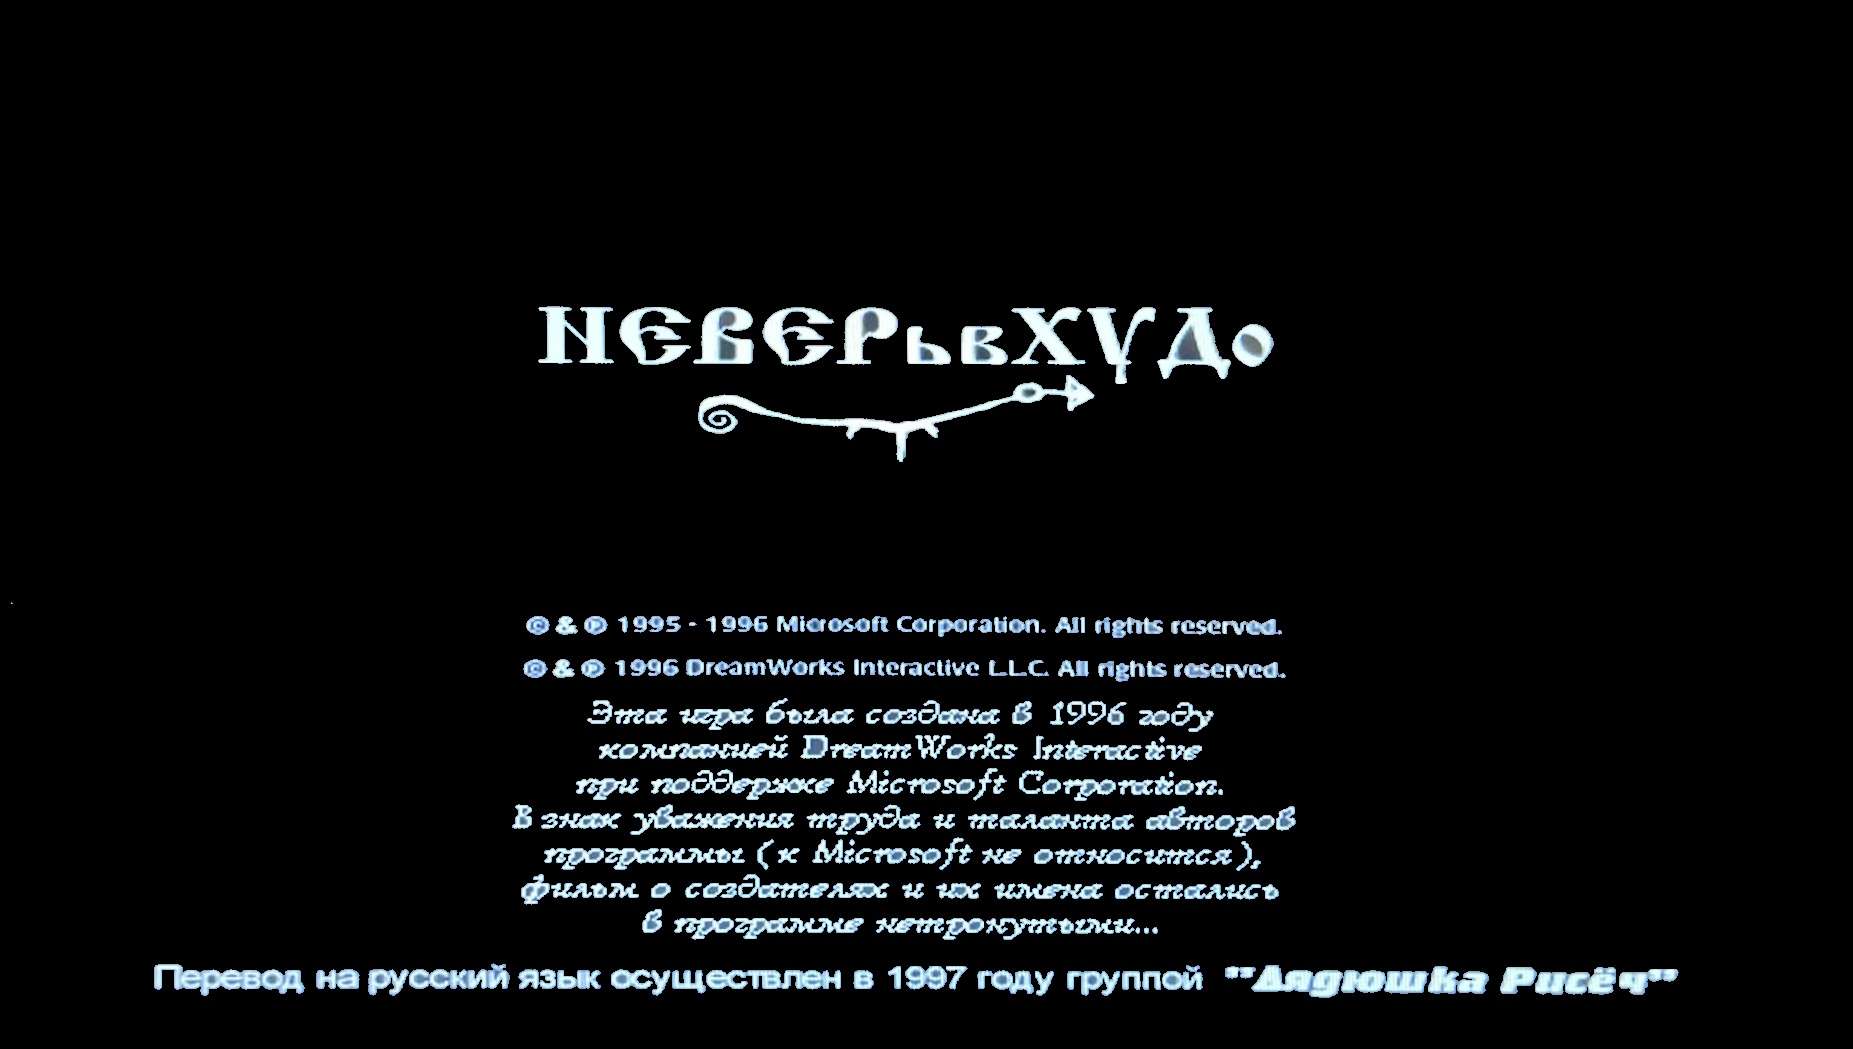 НЕВЕРЬВХУДО
© & ℗ 1995 - 1996 Microsoft Corporation. All rights reserved.
© & ℗ 1996 DreamWorks Interactive L.L.C. All rights reserved.
Эта игра была создана в 1996 году
компанией DreamWorks Interactive
при поддержке Microsoft Corporation.
В знак уважения труда и таланта авторов
программы (к Microsoft не относится),
фильм о создателях и их имена остались
в программе нетронутыми...
Перевод на русский язык осуществлен в 1997 году группой "Дядюшка Рисёч"